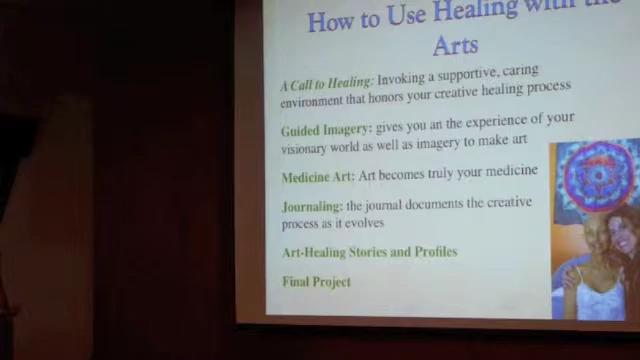 How to Use Healing with the
Arts
A Call to Healing: Invoking a supportive, caring
environment that honors your creative healing process
Guided Imagery: gives you an the experience of your
visionary world as well as imagery to make art
Medicine Art: Art becomes truly your medicine
Journaling: the journal documents the creative
process as it evolves
Art-Healing Stories and Profiles
Final Project